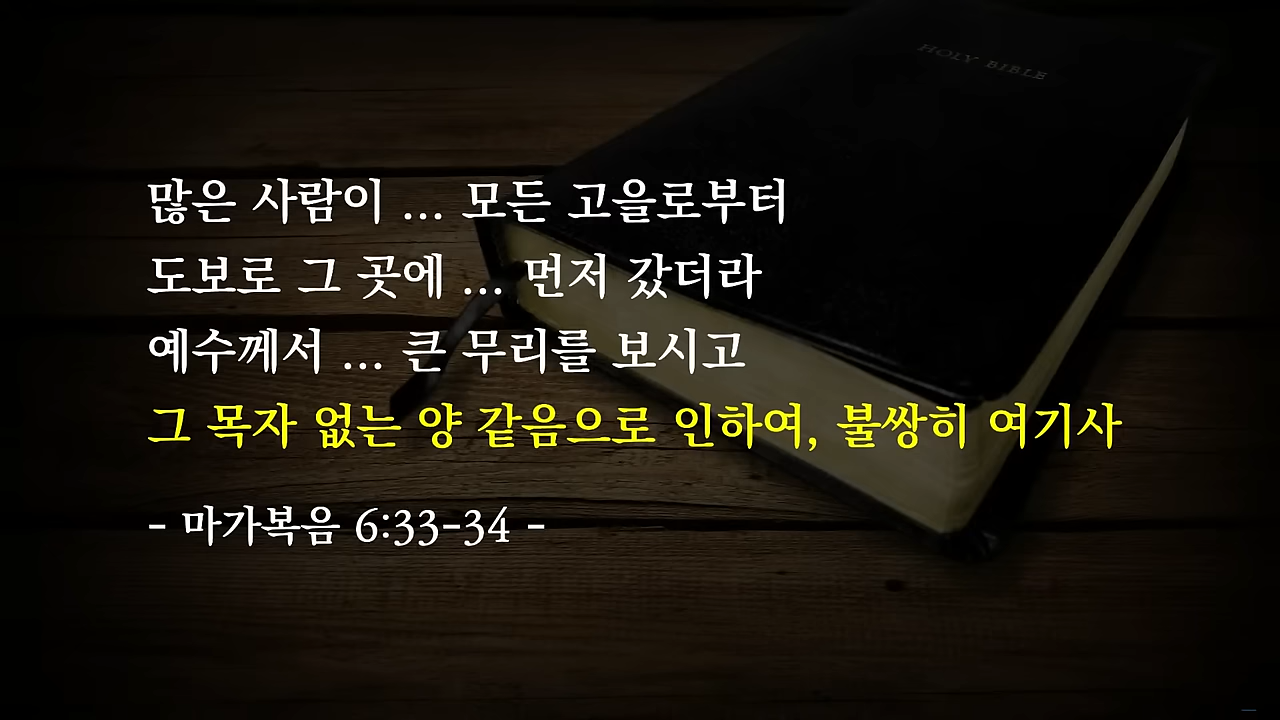 HOLY BIBLE
많은 사람이 ... 모든 고을로부터
도보로 그 곳에 ... 먼저 갔더라
예수께서 ... 큰 무리를 보시고
그 목자 없는 양 같음으로 인하여, 불쌍히 여기사
- 마가복음 6:33-34 -